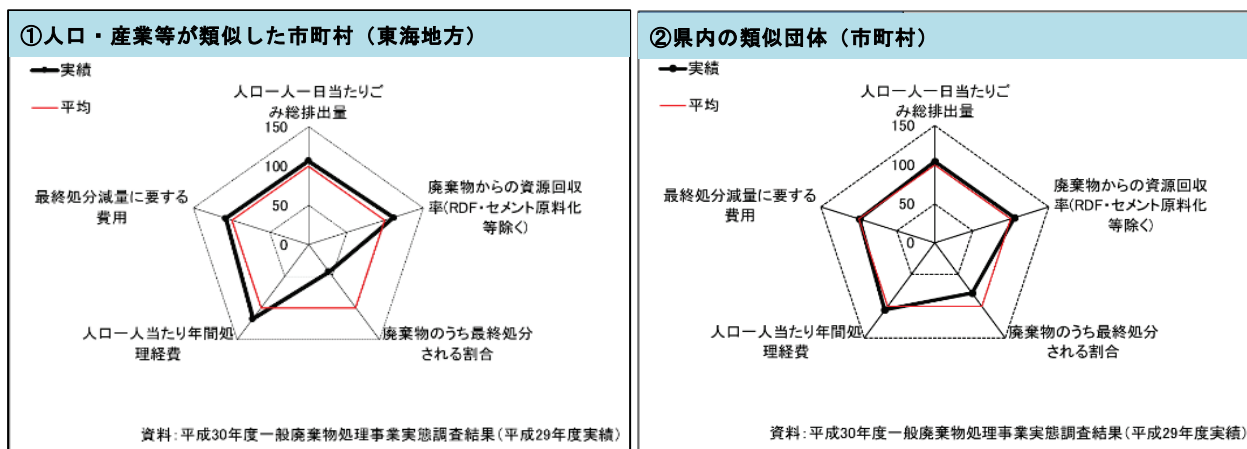 ①人口・産業等が類似した市町村（東海地方）
実績
平均
人口一人一日当たりご
み総排出量
150
100
50
0
廃棄物からの資源回収
率(RDF・セメント原料化
等除く)
廃棄物のうち最終処分
される割合
人口一人当たり年間処
理経費
最終処分減量に要する
費用
資料：平成30年度一般廃棄物処理事業実態調査結果（平成29年度実績）
②県内の類似団体（市町村）
実績
平均
人口一人一日当たりご
み総排出量
150
100
50
0
廃棄物からの資源回収
率(RDF・セメント原料化
等除く)
廃棄物のうち最終処分
される割合
人口一人当たり年間処
理経費
最終処分減量に要する
費用
資料：平成30年度一般廃棄物処理事業実態調査結果（平成29年度実績）